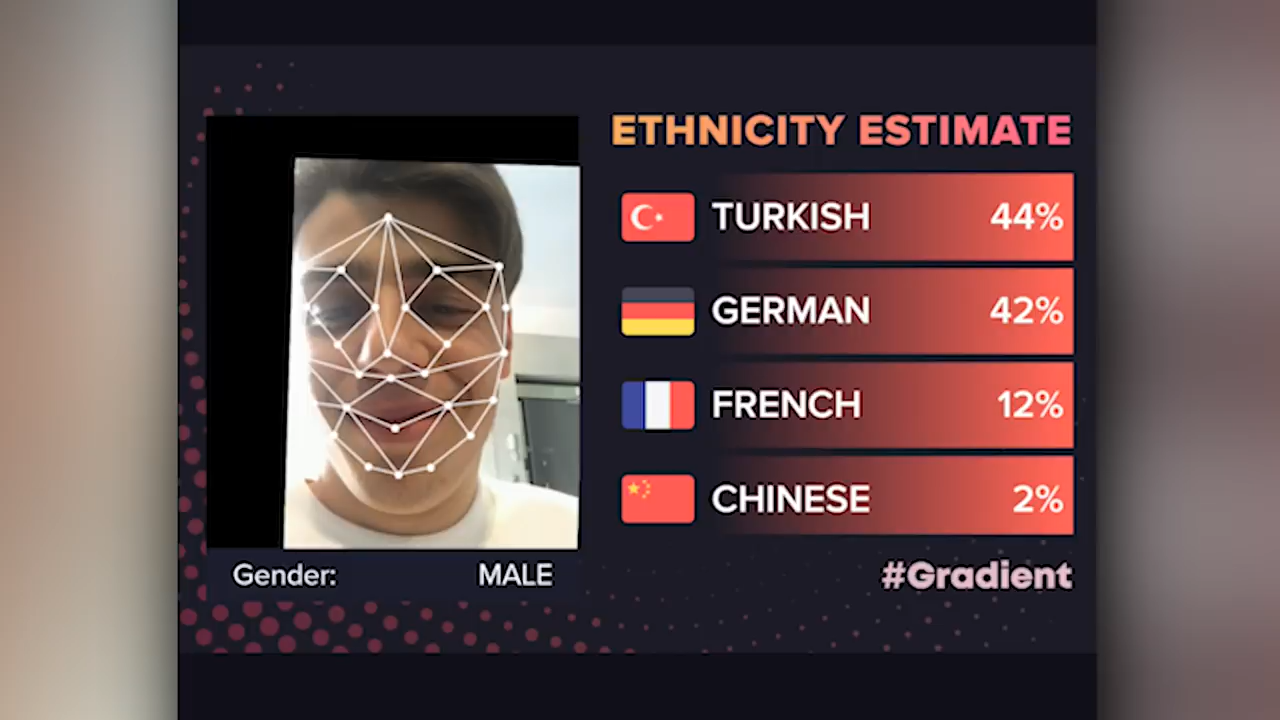 ETHNICITY ESTIMATE
TURKISH 44%
GERMAN 42%
FRENCH 12%
CHINESE 2%
Gender: MALE
#Gradient